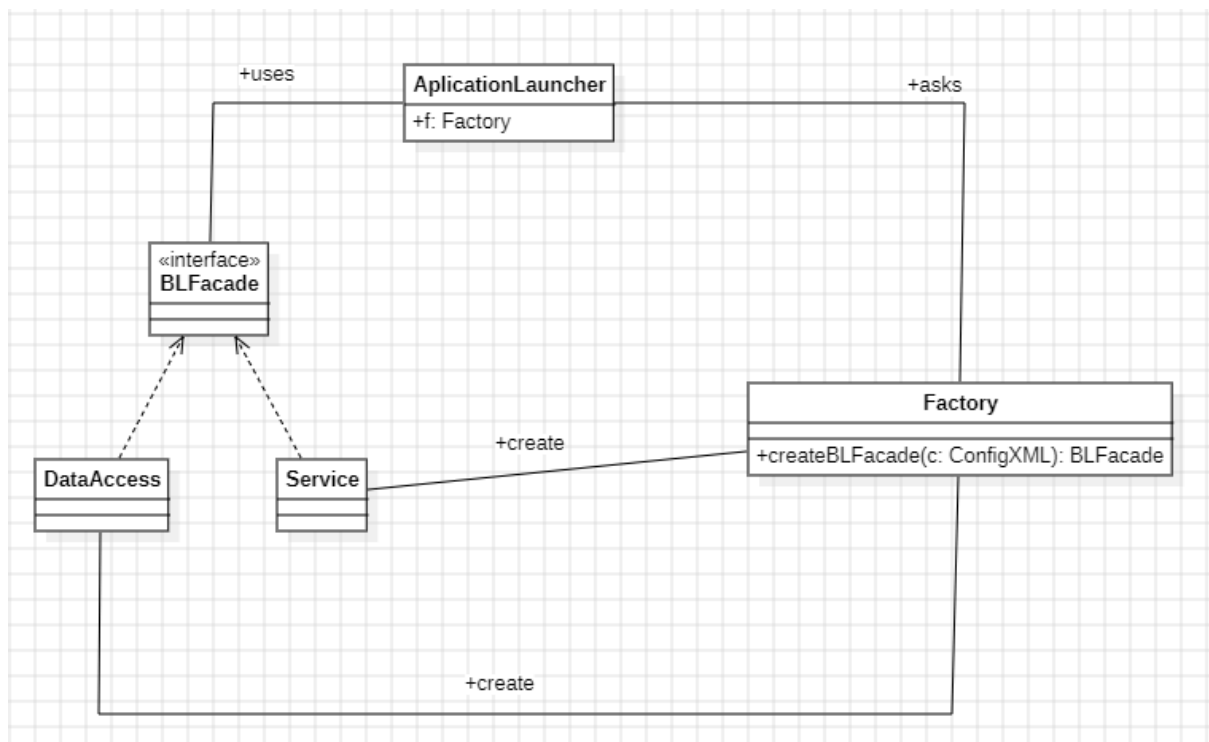 +uses
AplicationLauncher
+asks
+f: Factory
«interface»
BLFacade
Factory
+create
+createBLFacade(c: ConfigXML): BLFacade
DataAccess
Service
+create